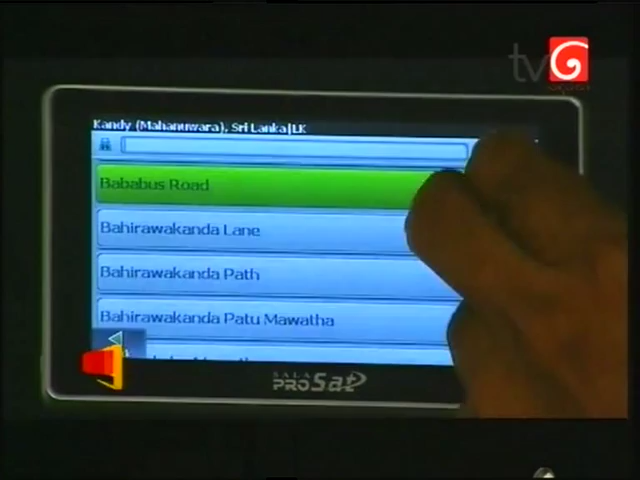 tv
Kandy (Mahanuwara), Sri Lanka|LK
Bababus Road
Bahirawakanda Lane
Bahirawakanda Path
Bahirawakanda Patu Mawatha
PROSat